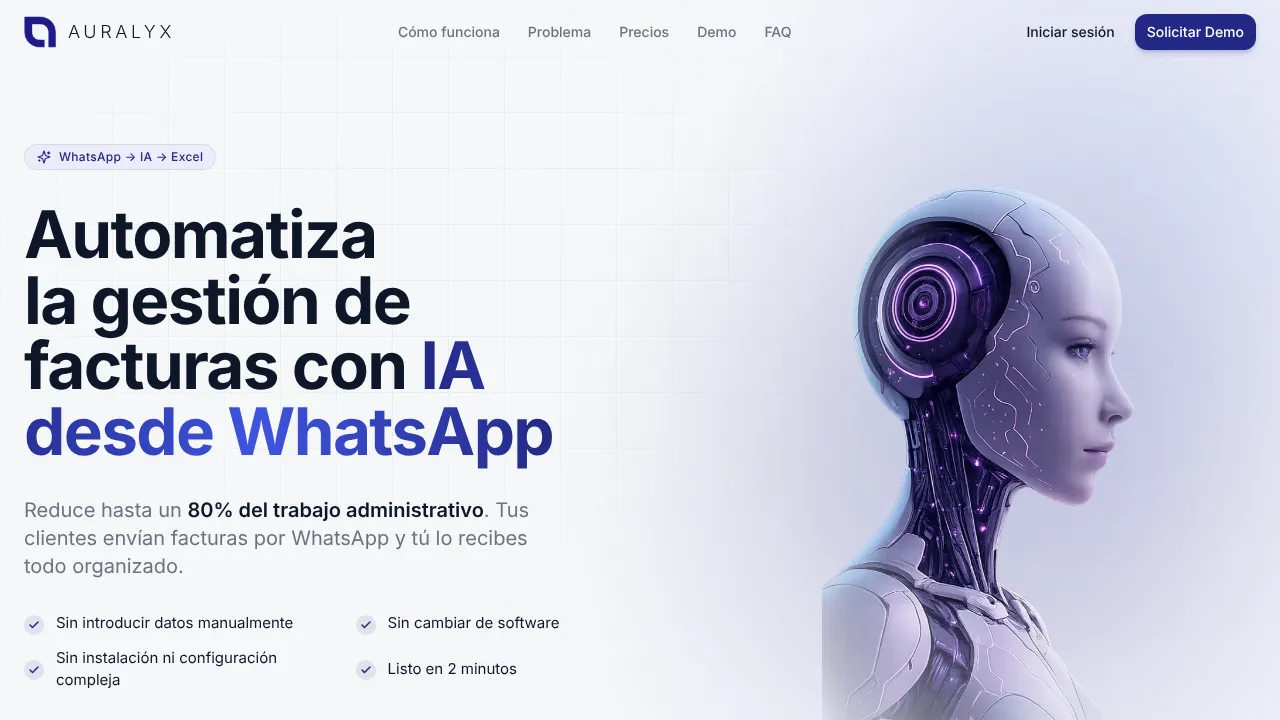 AURALYX
Cómo funciona
Problema
Precios
Demo
FAQ
Iniciar sesión
Solicitar Demo
WhatsApp → IA → Excel
Automatiza
la gestión de
facturas con IA
desde WhatsApp
Reduce hasta un 80% del trabajo administrativo. Tus
clientes envían facturas por WhatsApp y tú lo recibes
todo organizado.
Sin introducir datos manualmente
Sin cambiar de software
Sin instalación ni configuración
compleja
Listo en 2 minutos